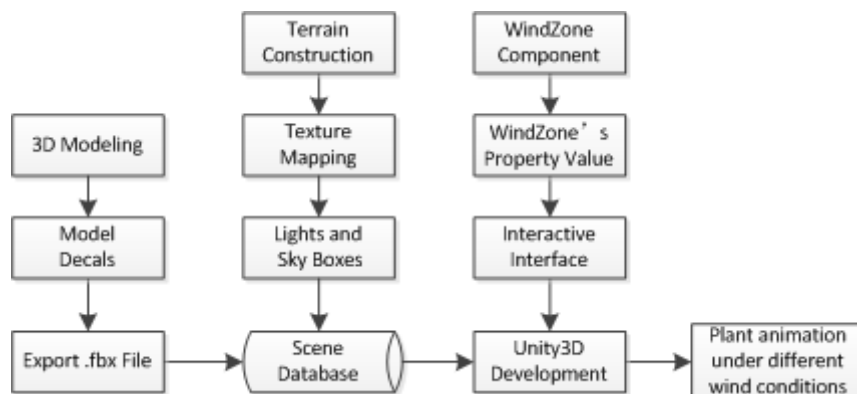 Terrain
Construction
WindZone
Component
3D Modeling
Texture
Mapping
WindZone’s
Property Value
Model
Decals
Lights and
Sky Boxes
Interactive
Interface
Export .fbx File
Scene
Database
Unity3D
Development
Plant animation
under different
wind conditions